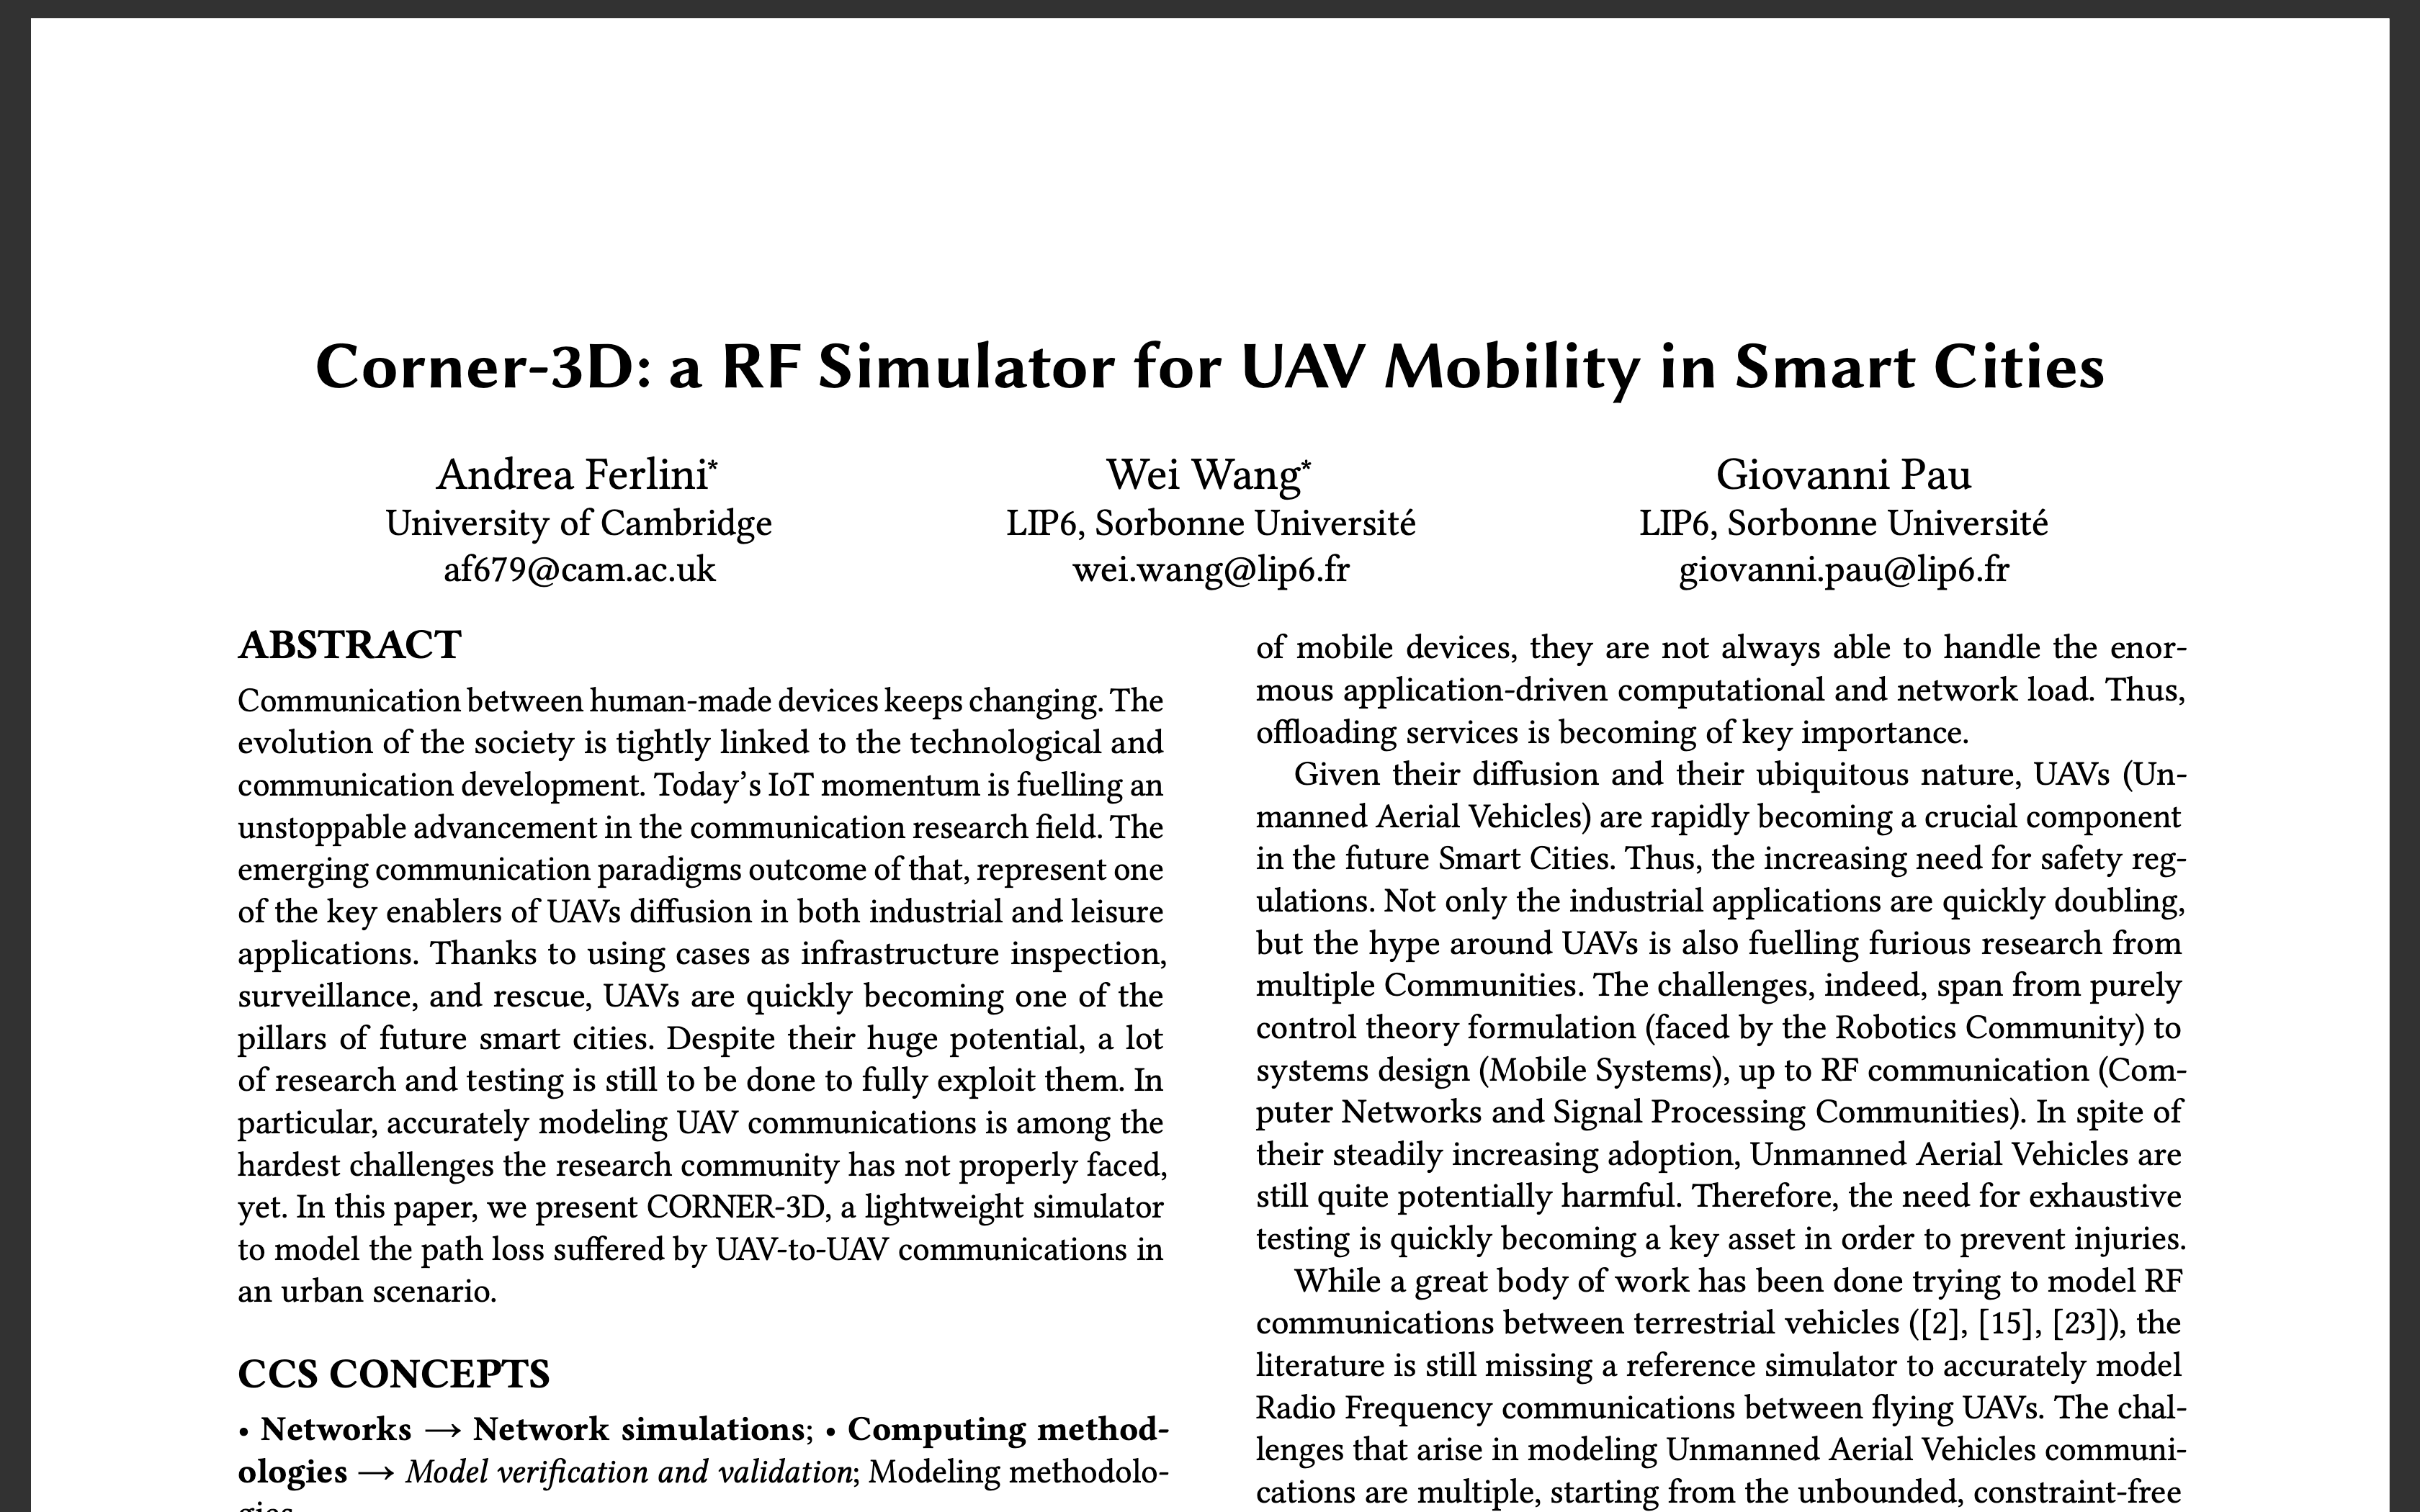 Corner-3D: a RF Simulator for UAV Mobility in Smart Cities
Andrea Ferlini*
University of Cambridge
af679@cam.ac.uk
Wei Wang*
LIP6, Sorbonne Université
wei.wang@lip6.fr
Giovanni Pau
LIP6, Sorbonne Université
giovanni.pau@lip6.fr
ABSTRACT
Communication between human-made devices keeps changing. The
evolution of the society is tightly linked to the technological and
communication development. Today's IoT momentum is fuelling an
unstoppable advancement in the communication research field. The
emerging communication paradigms outcome of that, represent one
of the key enablers of UAVs diffusion in both industrial and leisure
applications. Thanks to using cases as infrastructure inspection,
surveillance, and rescue, UAVs are quickly becoming one of the
pillars of future smart cities. Despite their huge potential, a lot
of research and testing is still to be done to fully exploit them. In
particular, accurately modeling UAV communications is among the
hardest challenges the research community has not properly faced,
yet. In this paper, we present CORNER-3D, a lightweight simulator
to model the path loss suffered by UAV-to-UAV communications in
an urban scenario.
CCS CONCEPTS
• Networks → Network simulations; • Computing method-
ologies → Model verification and validation; Modeling methodolo-
gies
of mobile devices, they are not always able to handle the enor-
mous application-driven computational and network load. Thus,
offloading services is becoming of key importance.
Given their diffusion and their ubiquitous nature, UAVs (Un-
manned Aerial Vehicles) are rapidly becoming a crucial component
in the future Smart Cities. Thus, the increasing need for safety reg-
ulations. Not only the industrial applications are quickly doubling,
but the hype around UAVs is also fuelling furious research from
multiple Communities. The challenges, indeed, span from purely
control theory formulation (faced by the Robotics Community) to
systems design (Mobile Systems), up to RF communication (Com-
puter Networks and Signal Processing Communities). In spite of
their steadily increasing adoption, Unmanned Aerial Vehicles are
still quite potentially harmful. Therefore, the need for exhaustive
testing is quickly becoming a key asset in order to prevent injuries.
While a great body of work has been done trying to model RF
communications between terrestrial vehicles ([2], [15], [23]), the
literature is still missing a reference simulator to accurately model
Radio Frequency communications between flying UAVs. The chal-
lenges that arise in modeling Unmanned Aerial Vehicles communi-
cations are multiple, starting from the unbounded, constraint-free